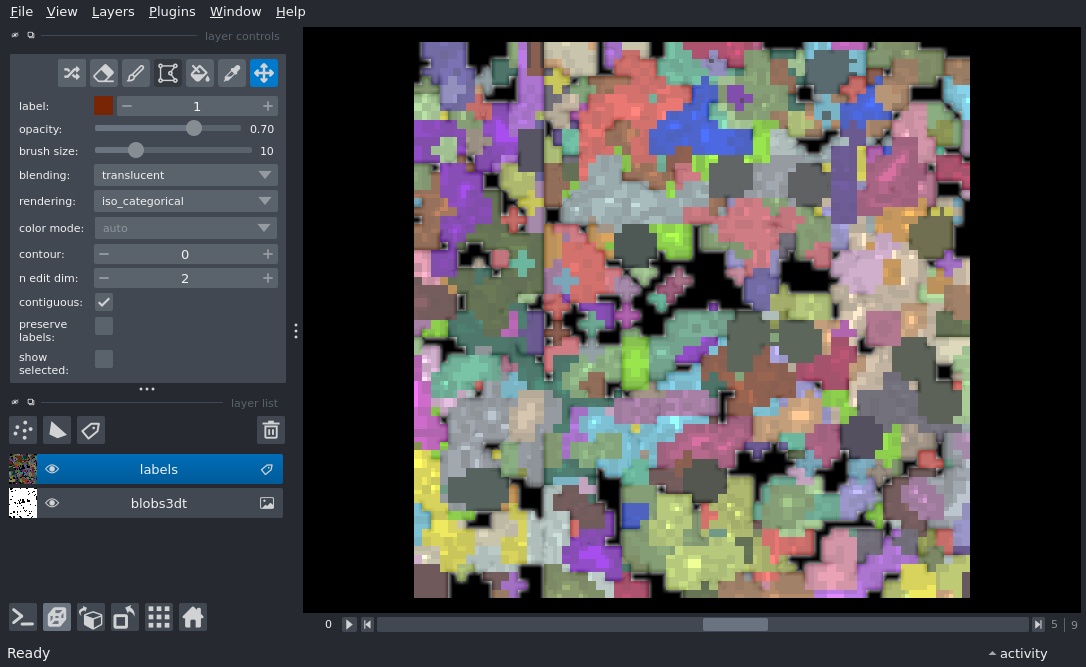 File View Layers Plugins Window Help
layer controls
label: 1
opacity: 0.70
brush size: 10
blending: translucent
rendering: iso_categorical
color mode: auto
contour: 0
n edit dim: 2
contiguous:
preserve
labels:
show
selected:
layer list
labels
blobs3dt
0 5 | 9
Ready activity